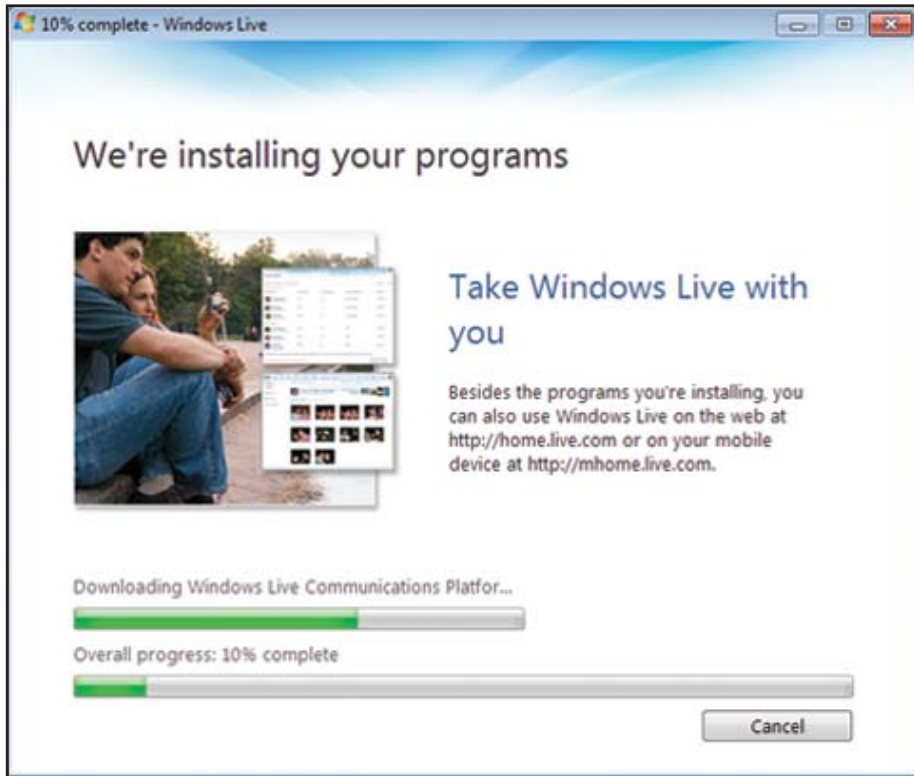 10% complete - Windows Live
We're installing your programs
Take Windows Live with
you
Besides the programs you're installing, you
can also use Windows Live on the web at
http://home.live.com or on your mobile
device at http://mhome.live.com.
Downloading Windows Live Communications Platfor...
Overall progress: 10% complete
Cancel